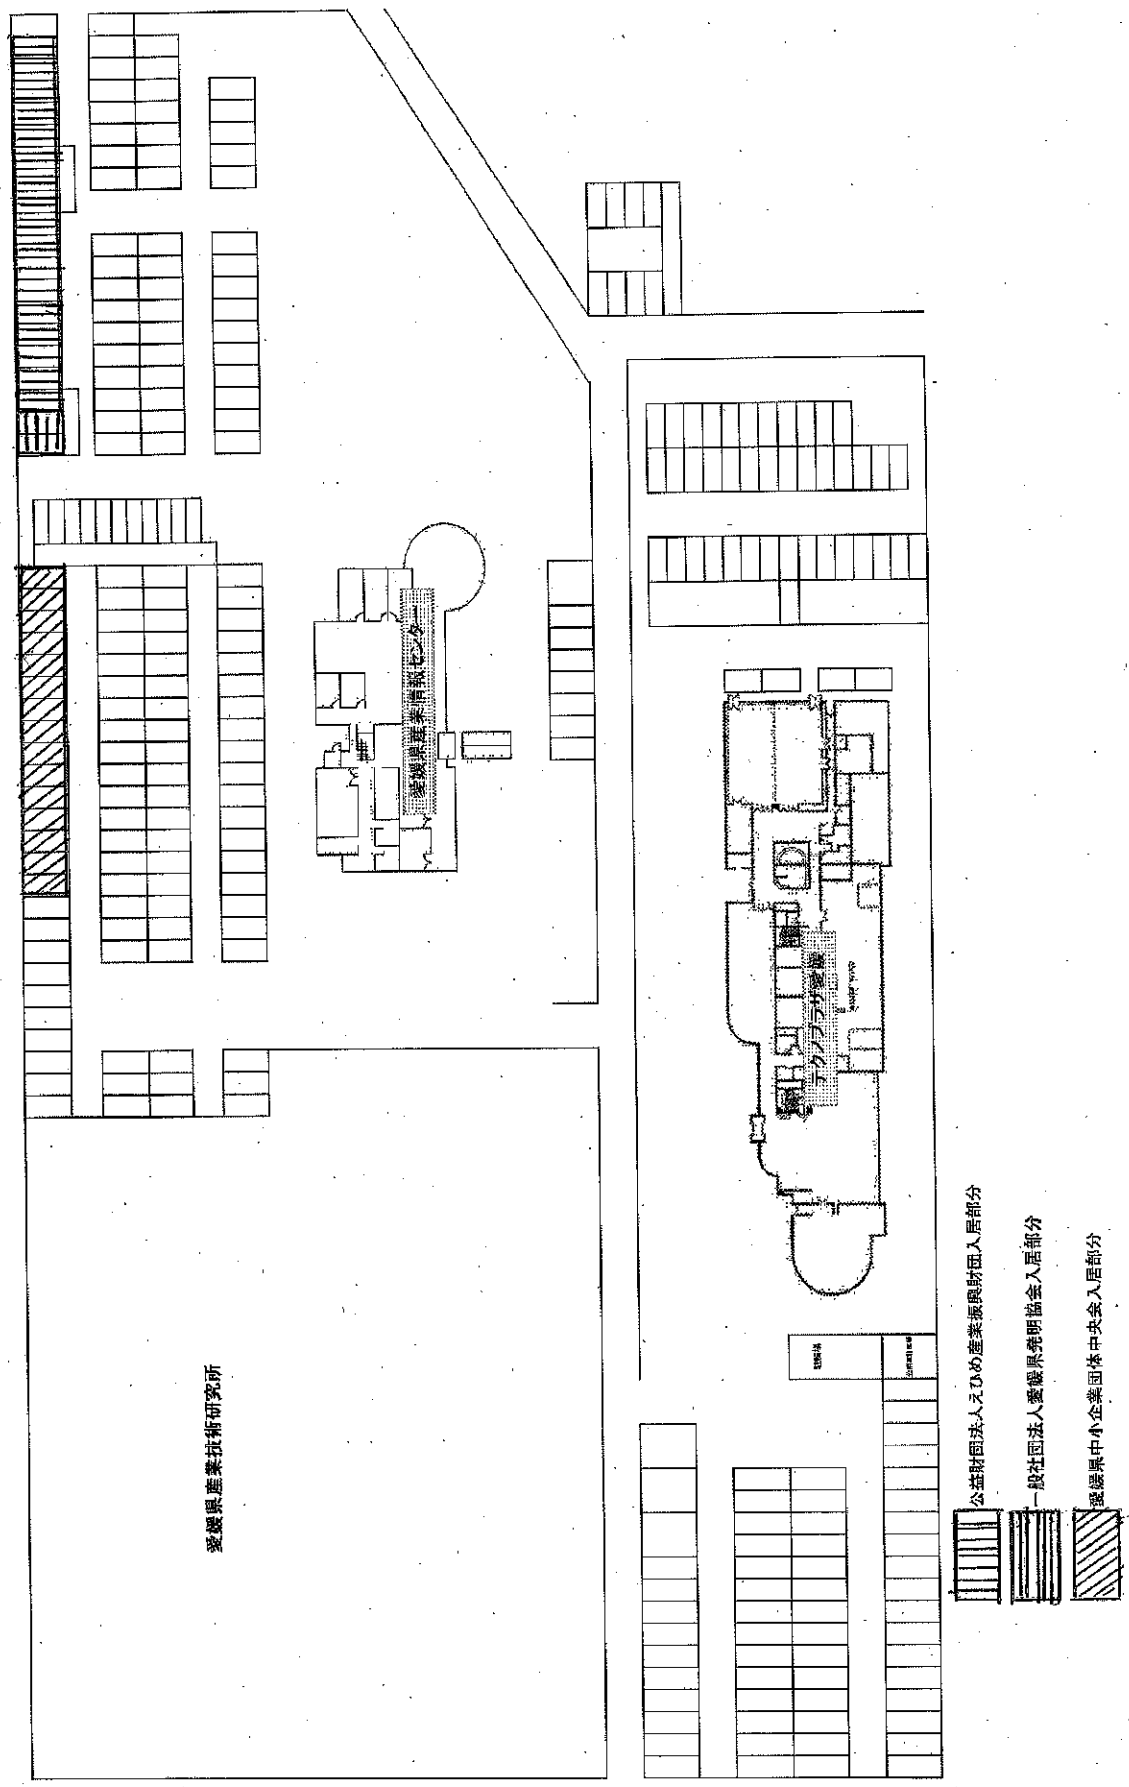 愛媛県産業情報センター
テクノプラザ愛媛
愛媛県産業技術研究所
駐輪場
公益財団法人えひめ産業振興財団入居部分
一般社団法人愛媛県発明協会入居部分
愛媛県中小企業団体中央会入居部分